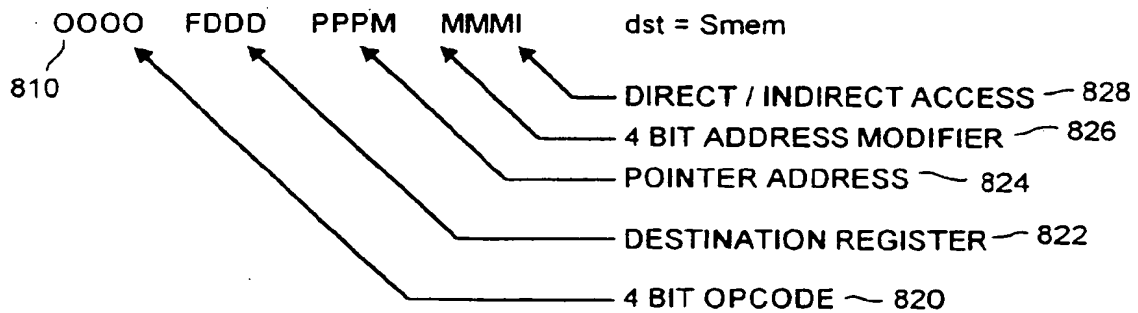 OOOO FDDD PPPM MMMI dst = Smem
810
DIRECT / INDIRECT ACCESS 828
4 BIT ADDRESS MODIFIER 826
POINTER ADDRESS 824
DESTINATION REGISTER 822
4 BIT OPCODE 820